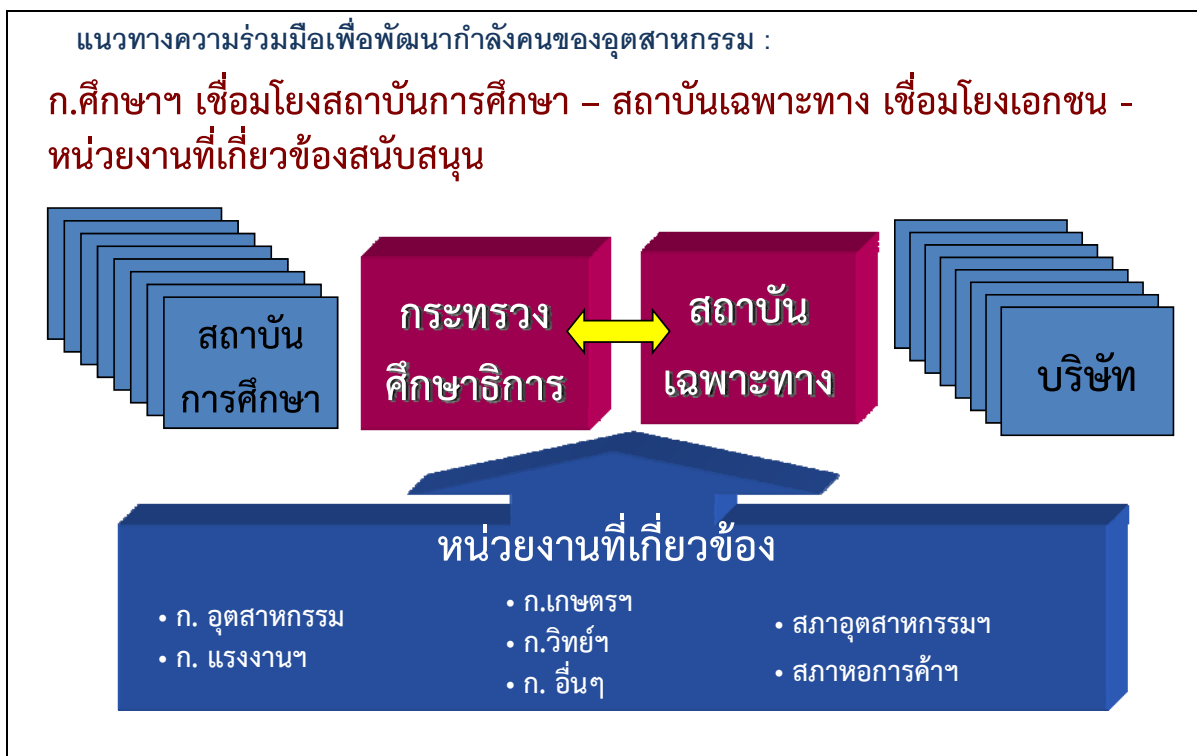 แนวทางความร่วมมือเพื่อพัฒนากำลังคนของอุตสาหกรรม :
ก.ศึกษาฯ เชื่อมโยงสถาบันการศึกษา – สถาบันเฉพาะทาง เชื่อมโยงเอกชน -
หน่วยงานที่เกี่ยวข้องสนับสนุน
สถาบัน
การศึกษา
กระทรวง
ศึกษาธิการ
สถาบัน
เฉพาะทาง
บริษัท
หน่วยงานที่เกี่ยวข้อง
• ก. อุตสาหกรรม
• ก. แรงงานฯ
• ก.เกษตรฯ
• ก.วิทย์ฯ
• ก. อื่นๆ
• สภาอุตสาหกรรมฯ
• สภาหอการค้าฯ